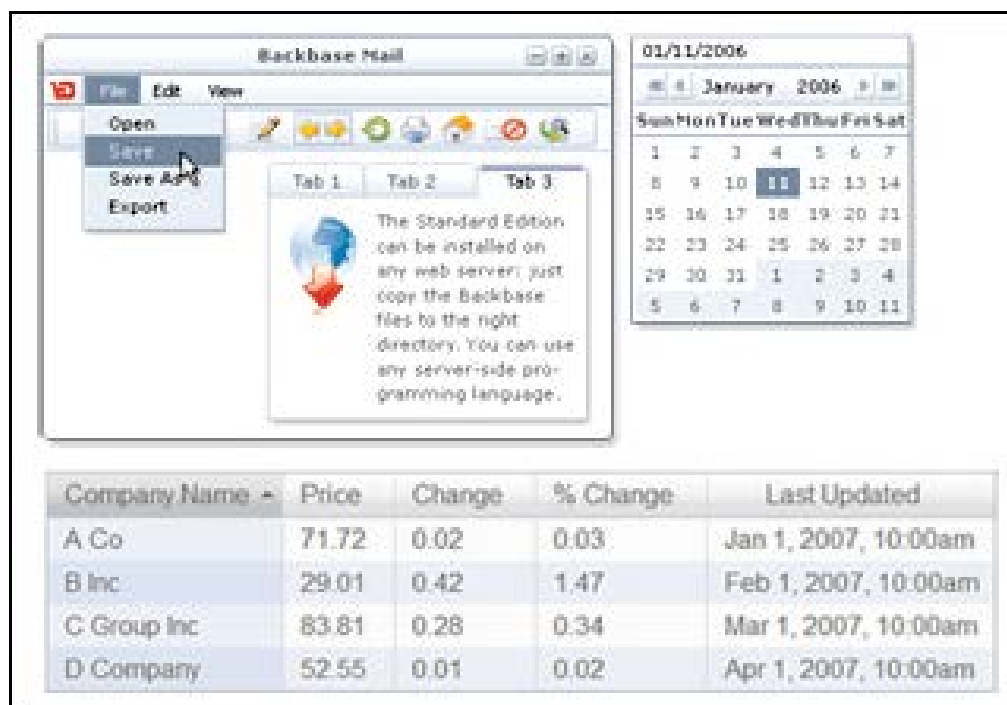 Backbase Mail
File Edit View
Open
Save
Save As
Export
Tab 1 Tab 2 Tab 3
The Standard Edition
can be installed on
any web server; just
copy the Backbase
files to the right
directory. You can use
any server-side pro-
gramming language.
01/11/2006
January 2006
Sun Mon Tue Wed Thu Fri Sat
1 2 3 4 5 6 7
8 9 10 11 12 13 14
15 16 17 18 19 20 21
22 23 24 25 26 27 28
29 30 31 1 2 3 4
5 6 7 8 9 10 11
Company Name Price Change % Change Last Updated
A Co 71.72 0.02 0.03 Jan 1, 2007, 10:00am
B Inc 29.01 0.42 1.47 Feb 1, 2007, 10:00am
C Group Inc 83.81 0.28 0.34 Mar 1, 2007, 10:00am
D Company 52.55 0.01 0.02 Apr 1, 2007, 10:00am